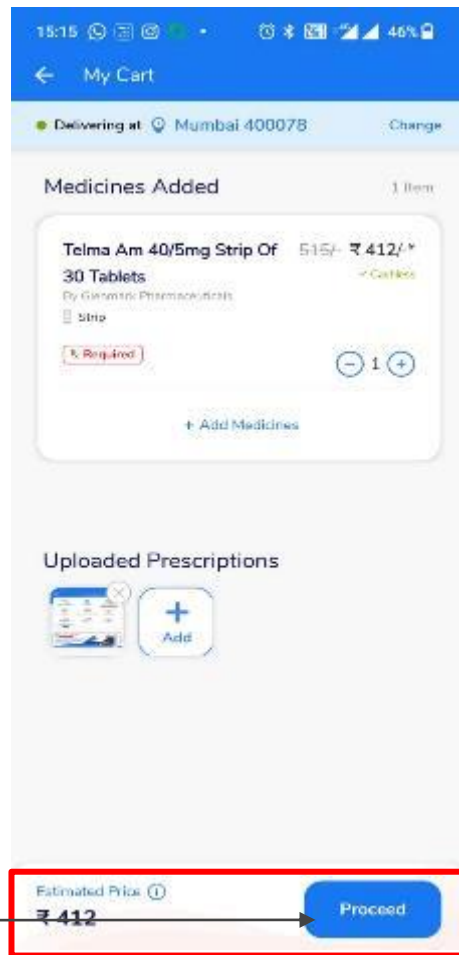 15:15 46%
← My Cart
Delivering at Mumbai 400078 Change
Medicines Added 1 Item
Telma Am 40/5mg Strip Of 515/- ₹ 412/-*
30 Tablets ✓ Cashless
By Glenmark Pharmaceuticals
Strip
Required
- 1 +
+ Add Medicines
Uploaded Prescriptions
+
Add
Estimated Price
₹ 412 Proceed